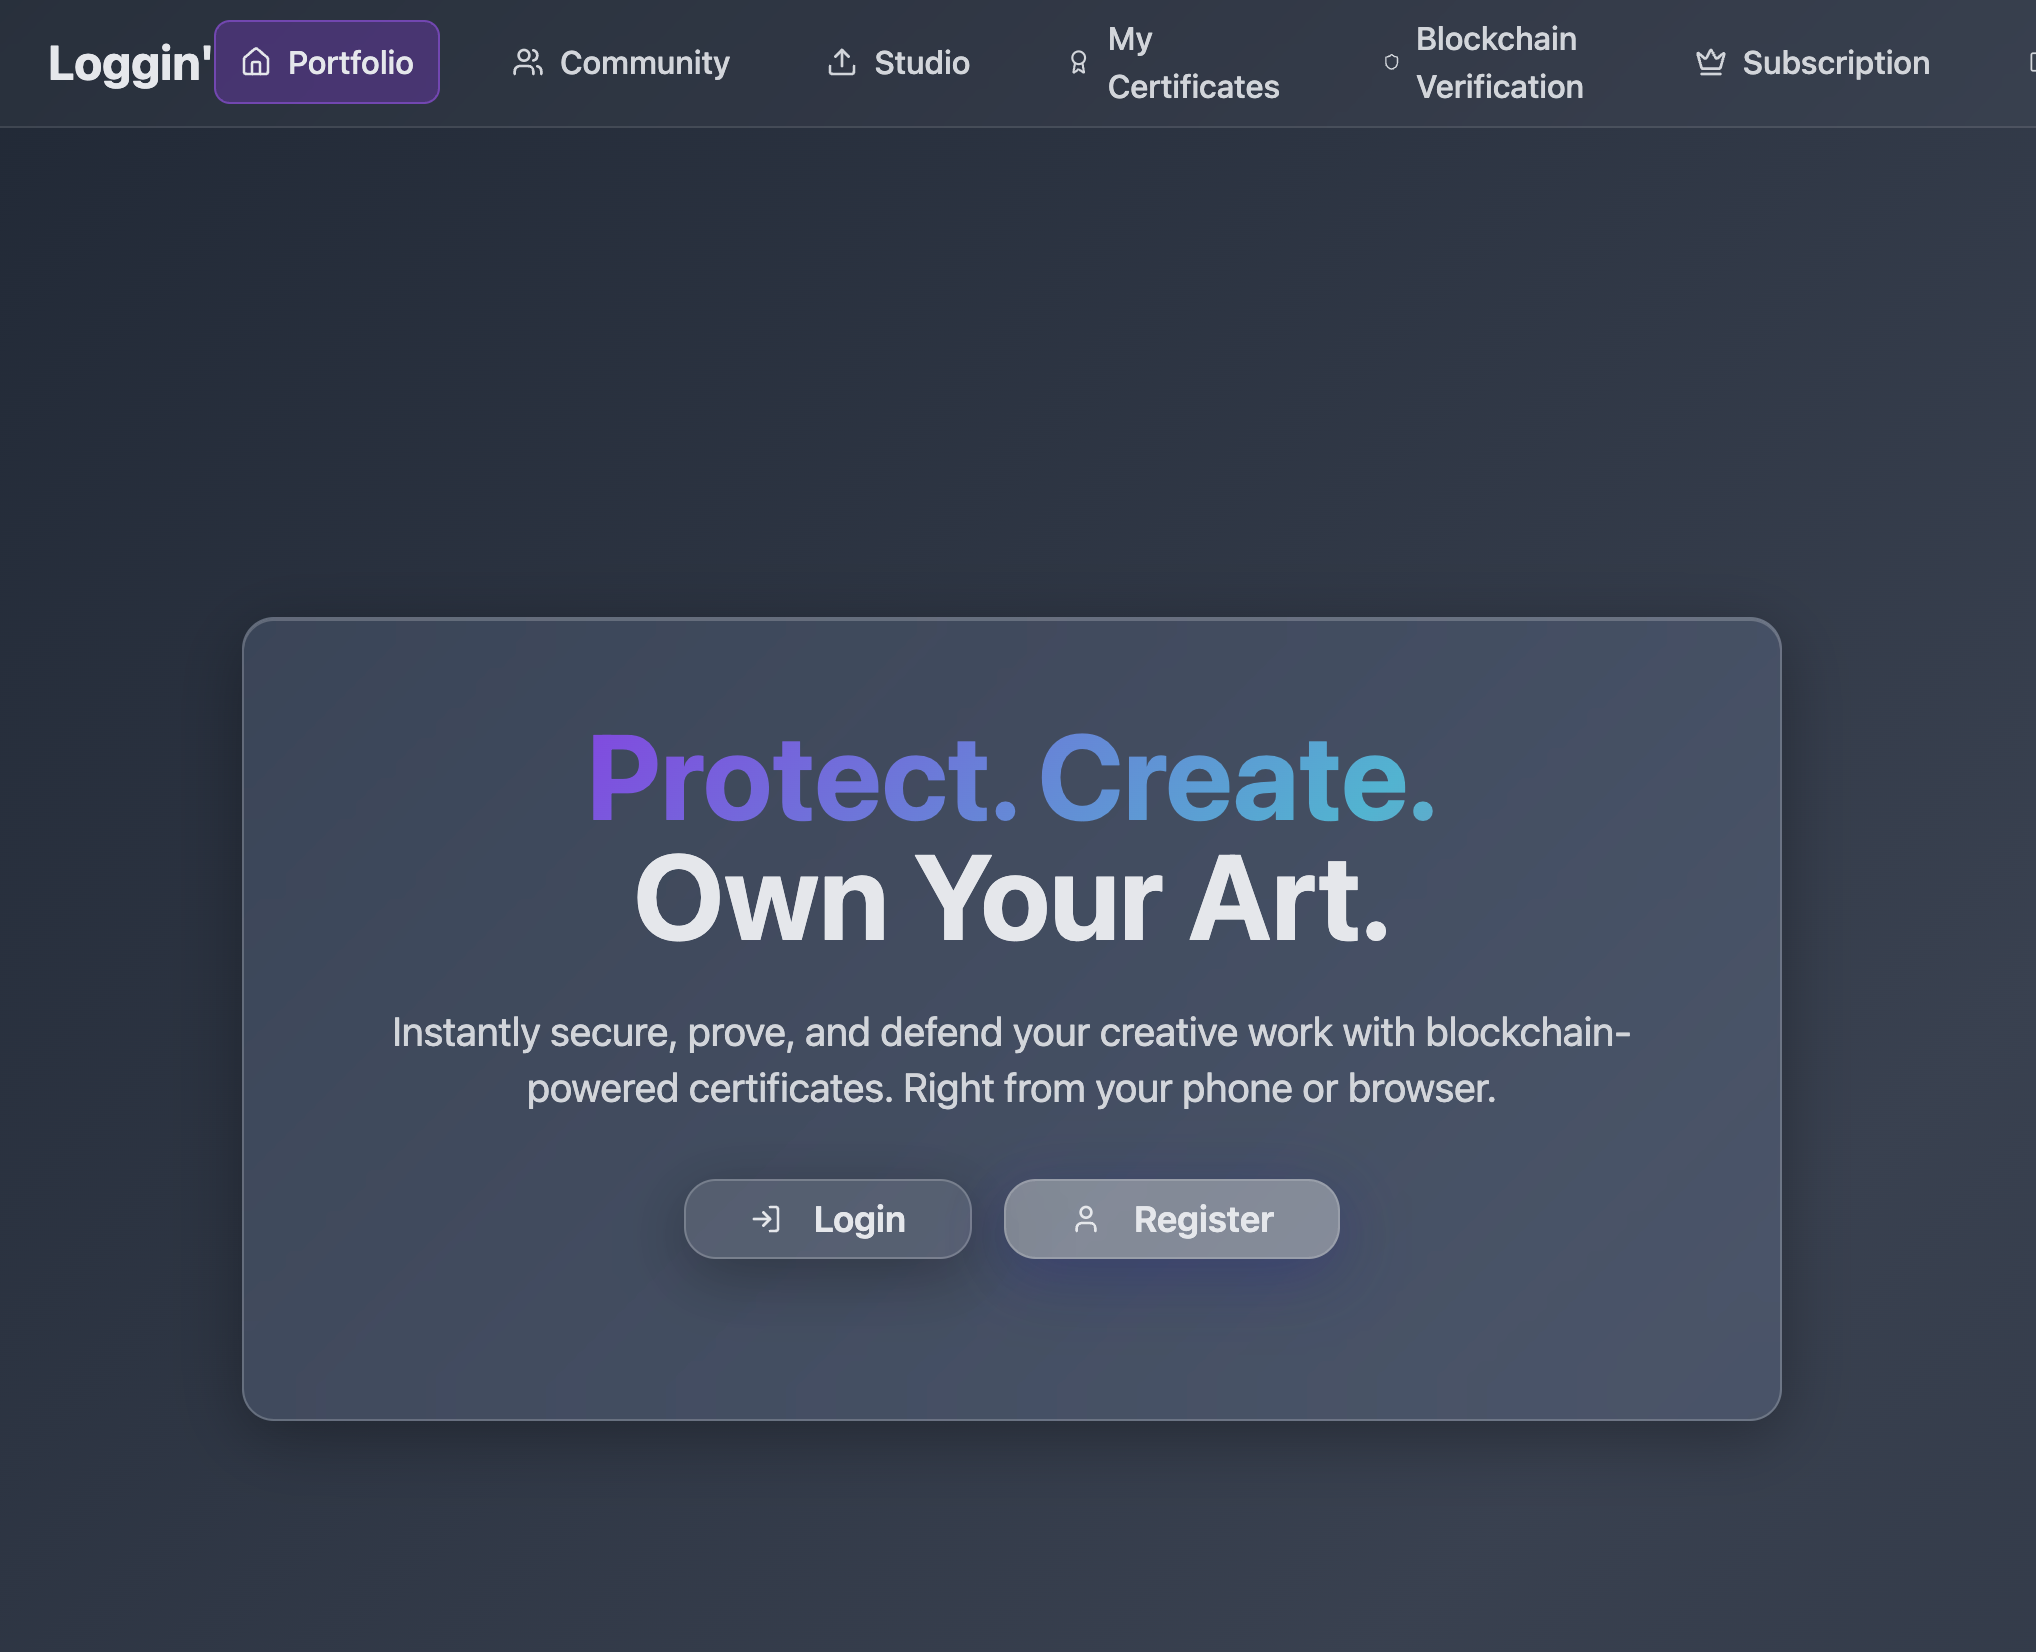 Loggin'
Portfolio
Community
Studio
My
Certificates
Blockchain
Verification
Subscription
Protect. Create.
Own Your Art.
Instantly secure, prove, and defend your creative work with blockchain-
powered certificates. Right from your phone or browser.
Login
Register